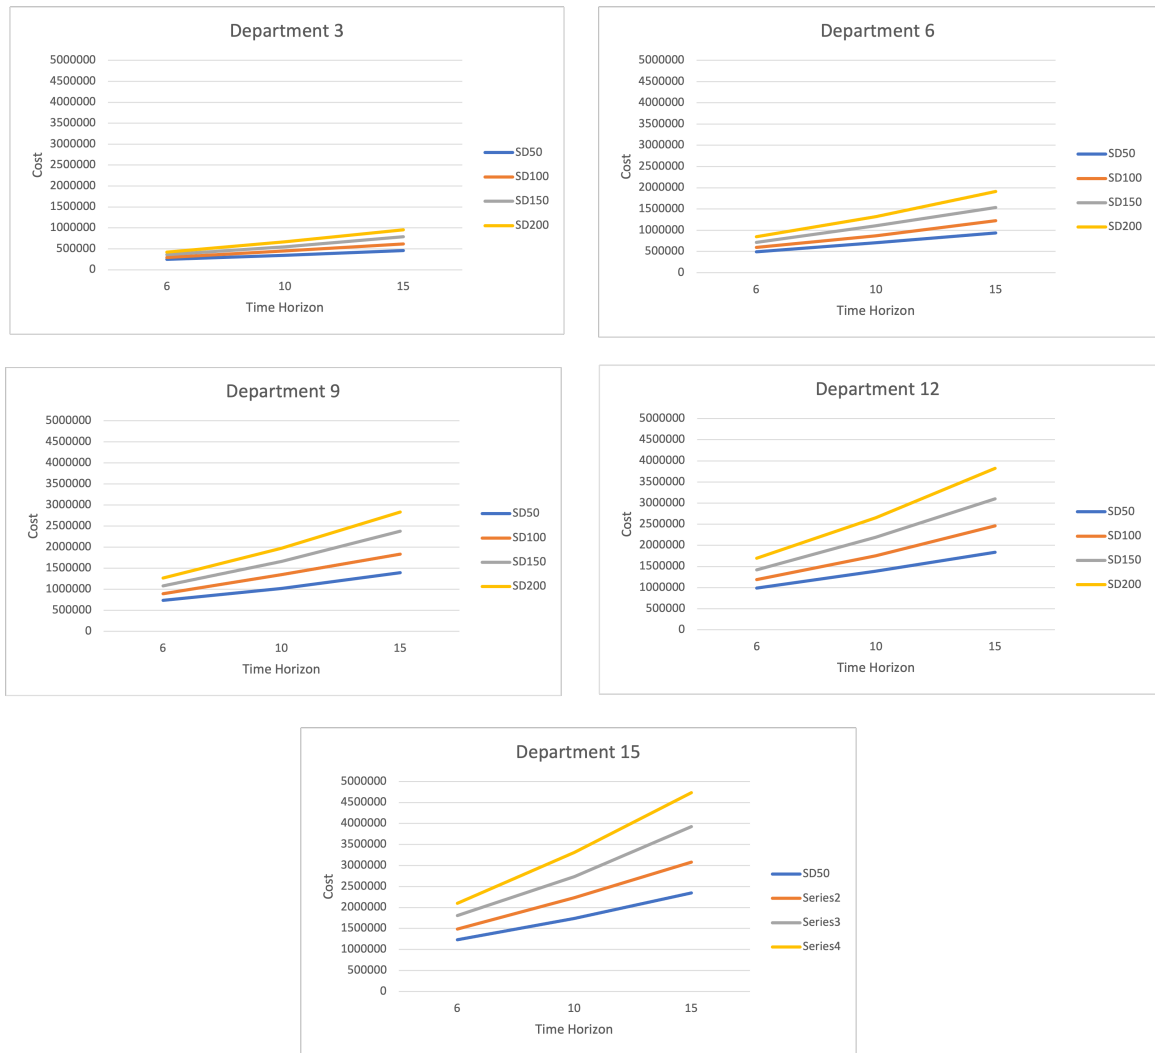 Department 3
5000000
4500000
4000000
3500000
3000000
2500000
2000000
1500000
1000000
500000
0
Cost
6 10 15
Time Horizon
SD50
SD100
SD150
SD200
Department 6
5000000
4500000
4000000
3500000
3000000
2500000
2000000
1500000
1000000
500000
0
Cost
6 10 15
Time Horizon
SD50
SD100
SD150
SD200
Department 9
5000000
4500000
4000000
3500000
3000000
2500000
2000000
1500000
1000000
500000
0
Cost
6 10 15
Time Horizon
SD50
SD100
SD150
SD200
Department 12
5000000
4500000
4000000
3500000
3000000
2500000
2000000
1500000
1000000
500000
0
Cost
6 10 15
Time Horizon
SD50
SD100
SD150
SD200
Department 15
5000000
4500000
4000000
3500000
3000000
2500000
2000000
1500000
1000000
500000
0
Cost
6 10 15
Time Horizon
SD50
Series2
Series3
Series4